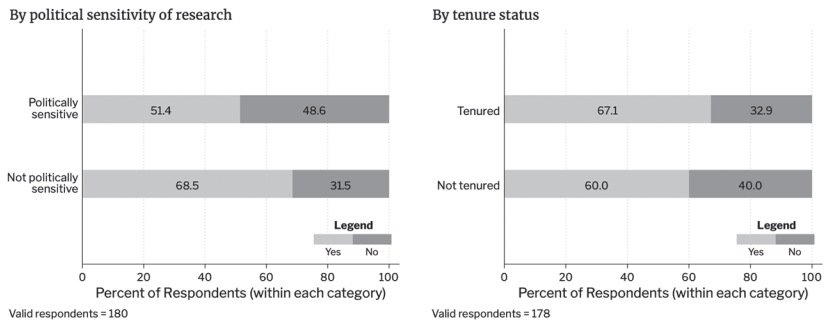 By political sensitivity of research
Politically
sensitive
51.4 48.6
Not politically
sensitive
68.5 31.5
Legend
Yes No
0 20 40 60 80 100
Percent of Respondents (within each category)
Valid respondents = 180
By tenure status
Tenured
67.1 32.9
Not tenured
60.0 40.0
Legend
Yes No
0 20 40 60 80 100
Percent of Respondents (within each category)
Valid respondents = 178